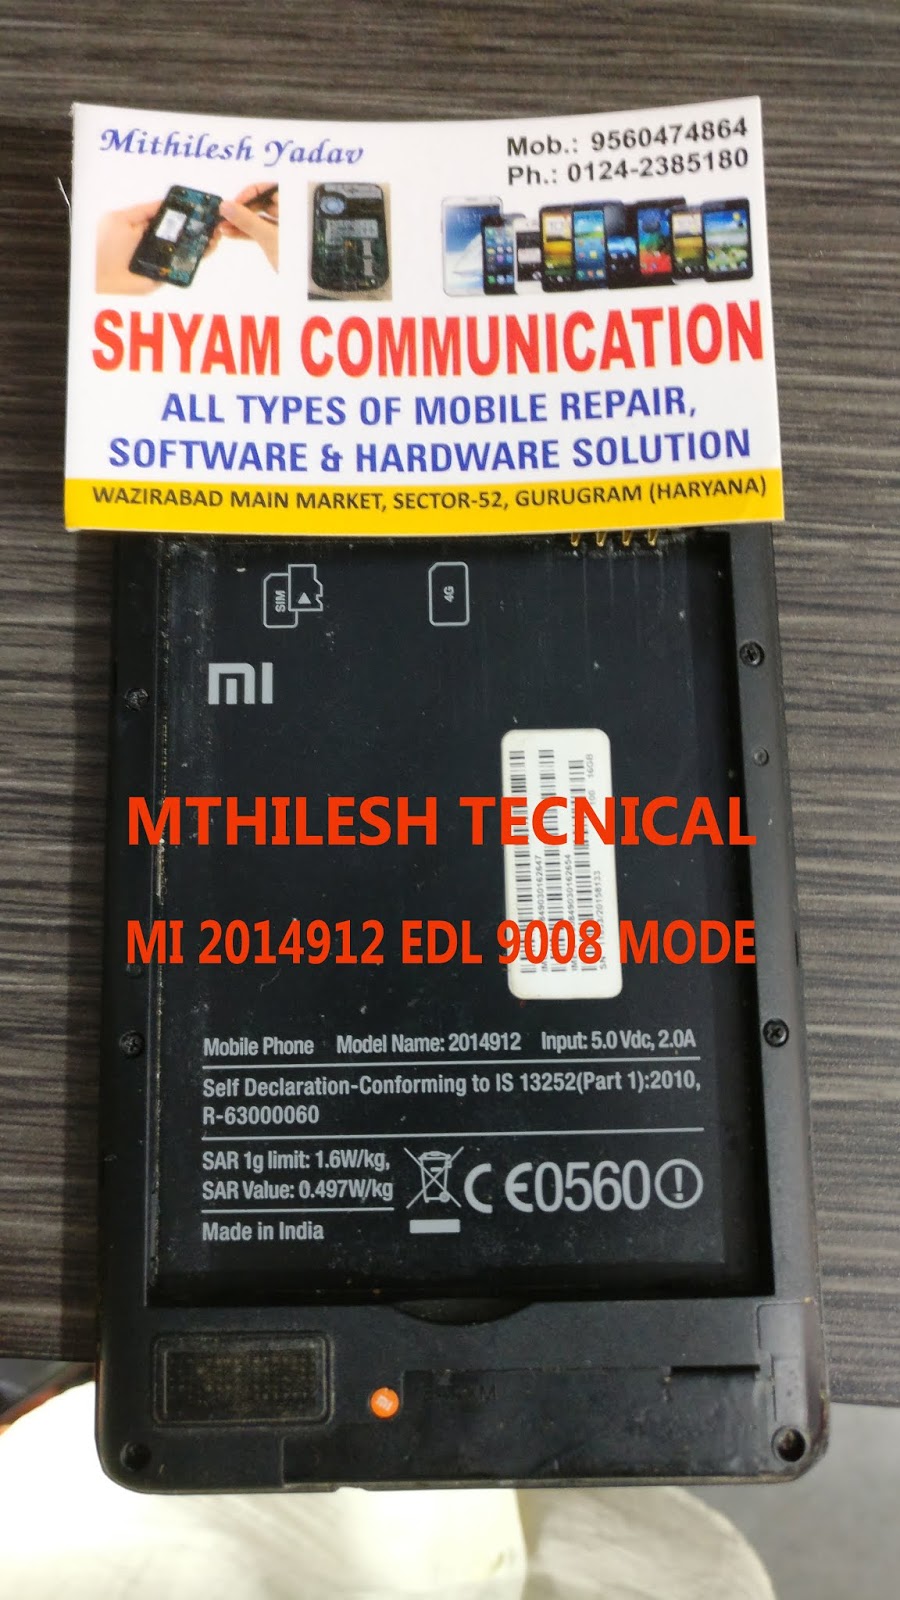 Mithilesh Yadav
Mob.: 9560474864
Ph.: 0124-2385180
SHYAM COMMUNICATION
ALL TYPES OF MOBILE REPAIR,
SOFTWARE & HARDWARE SOLUTION
WAZIRABAD MAIN MARKET, SECTOR-52, GURUGRAM (HARYANA)
SIM
4G
mi
16GB
MTHILESH TECNICAL
MI 2014912 EDL 9008 MODE
Mobile Phone Model Name: 2014912 Input: 5.0 Vdc, 2.0A
Self Declaration-Conforming to IS 13252(Part 1):2010,
R-63000060
SAR 1g limit: 1.6W/kg,
SAR Value: 0.497W/kg
CE0560
Made in India
mi